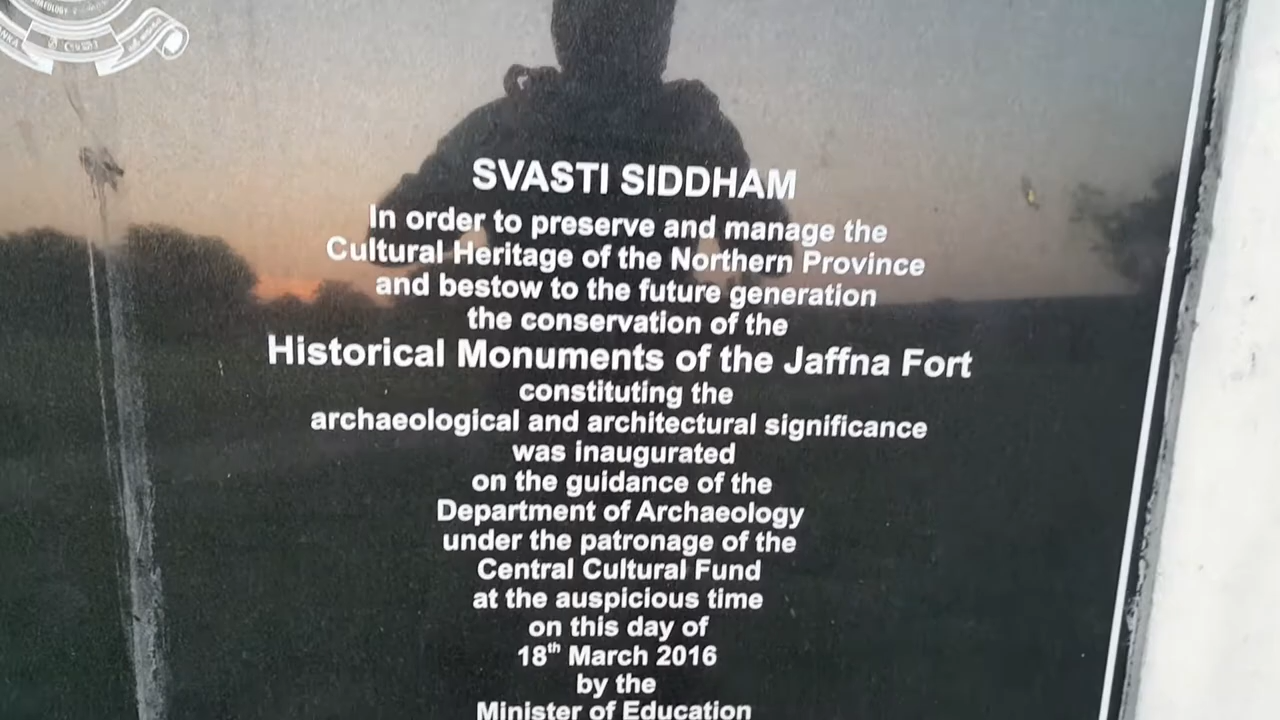 SVASTI SIDDHAM
In order to preserve and manage the
Cultural Heritage of the Northern Province
and bestow to the future generation
the conservation of the
Historical Monuments of the Jaffna Fort
constituting the
archaeological and architectural significance
was inaugurated
on the guidance of the
Department of Archaeology
under the patronage of the
Central Cultural Fund
at the auspicious time
on this day of
18th March 2016
by the
Minister of Education